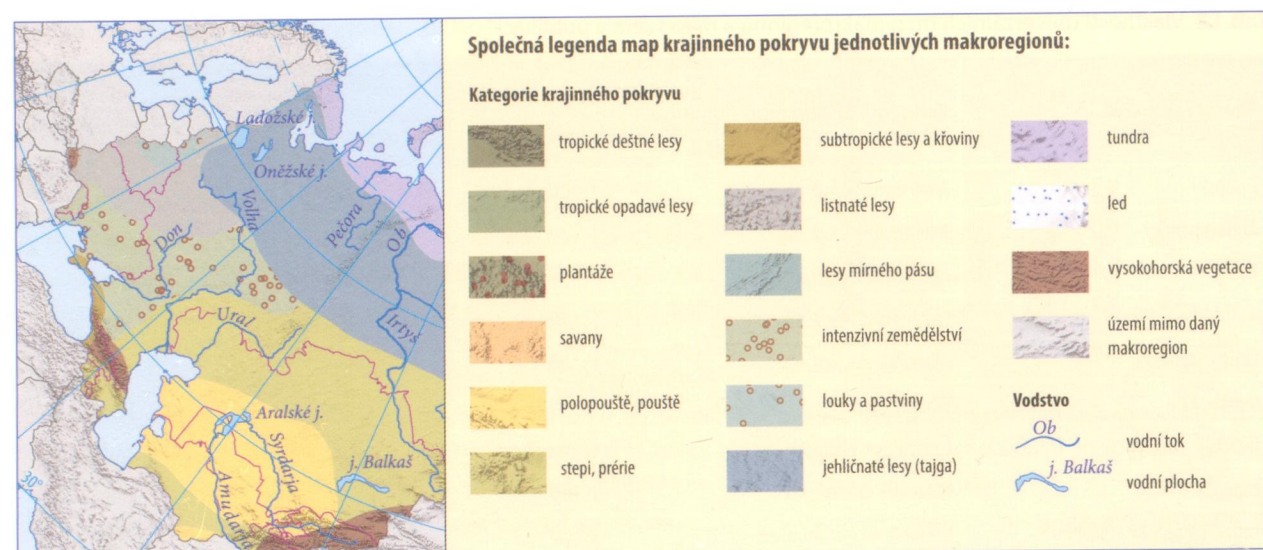 Ladožské j.
Oněžské j.
Volha
Don
Pečora
Ob
Irtyš
Ural
Aralské j.
Syrdarja
j. Balkaš
Amudarja
30°
Společná legenda map krajinného pokryvu jednotlivých makroregionů:
Kategorie krajinného pokryvu
tropické deštné lesy
tropické opadavé lesy
plantáže
savany
polopouště, pouště
stepi, prérie
subtropické lesy a křoviny
listnaté lesy
lesy mírného pásu
intenzivní zemědělství
louky a pastviny
jehličnaté lesy (tajga)
tundra
led
vysokohorská vegetace
území mimo daný
makroregion
Vodstvo
Ob
vodní tok
j. Balkaš
vodní plocha